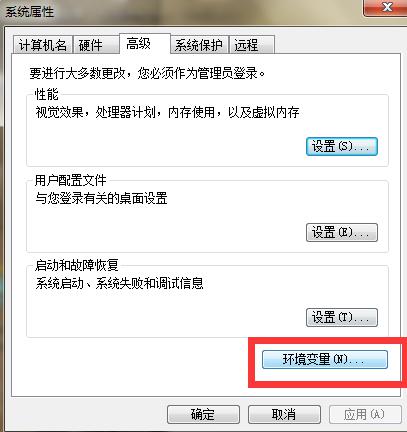 系统属性
计算机名 硬件 高级 系统保护 远程
要进行大多数更改，您必须作为管理员登录。
性能
视觉效果，处理器计划，内存使用，以及虚拟内存
设置(S)...
用户配置文件
与您登录有关的桌面设置
设置(E)...
启动和故障恢复
系统启动、系统失败和调试信息
设置(T)...
环境变量(N)...
确定 取消 应用(A)